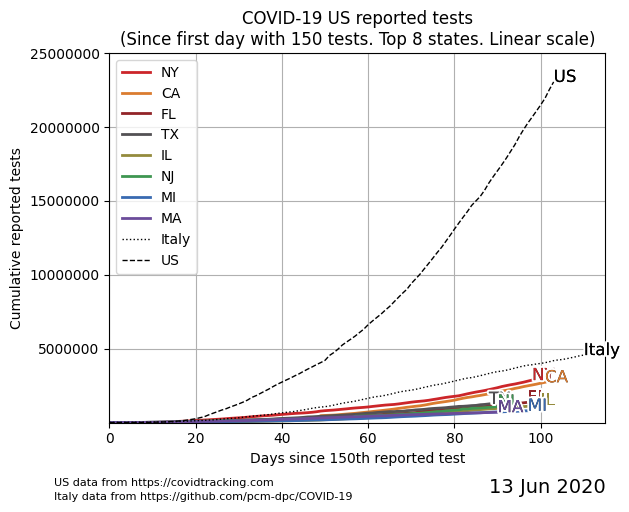 COVID-19 US reported tests
(Since first day with 150 tests. Top 8 states. Linear scale)
25000000
20000000
15000000
10000000
5000000
Cumulative reported tests
NY
CA
FL
TX
IL
NJ
MI
MA
Italy
US
US
Italy
CA
MA
MI
0
20
40
60
80
100
Days since 150th reported test
US data from https://covidtracking.com
Italy data from https://github.com/pcm-dpc/COVID-19
13 Jun 2020